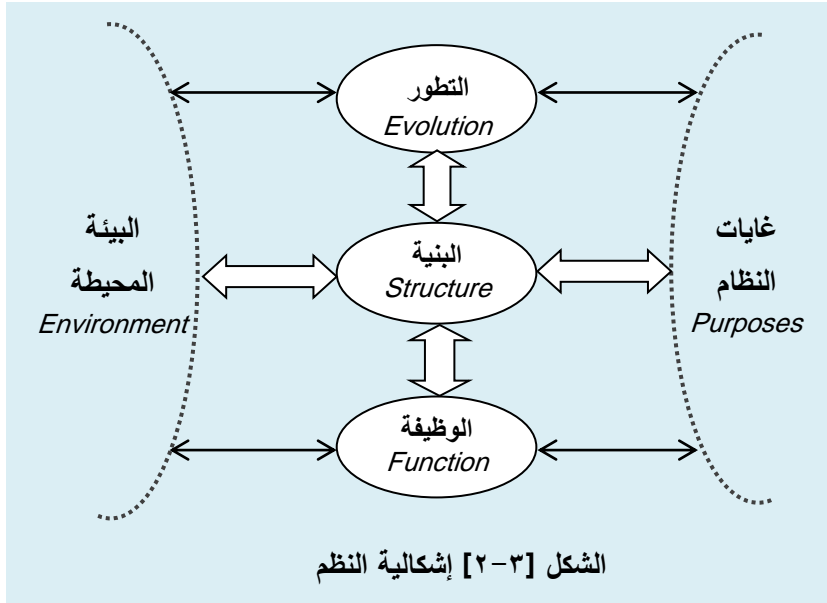 التطور
Evolution
غايات
النظام
Purposes
البنية
Structure
البيئة
المحيطة
Environment
الوظيفة
Function
الشكل [٣-٢] إشكالية النظم